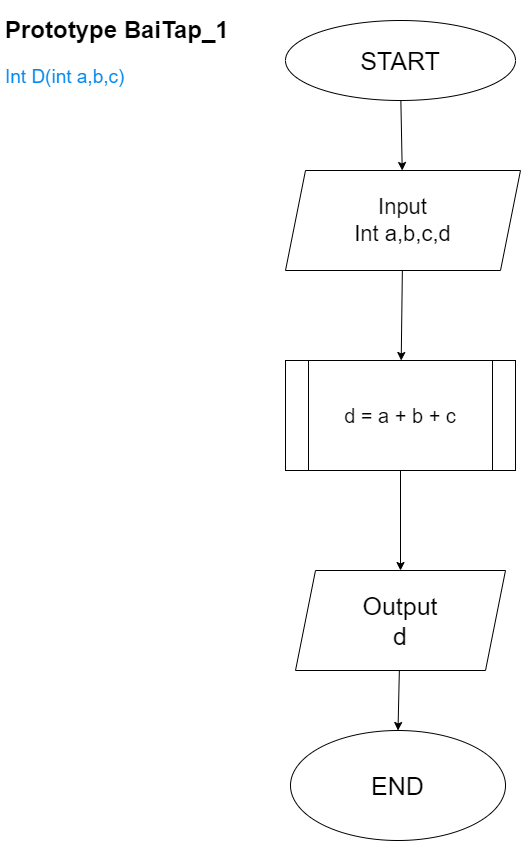 Prototype BaiTap_1
Int D(int a,b,c)
START
Input
Int a,b,c,d
d = a + b + c
Output
d
END